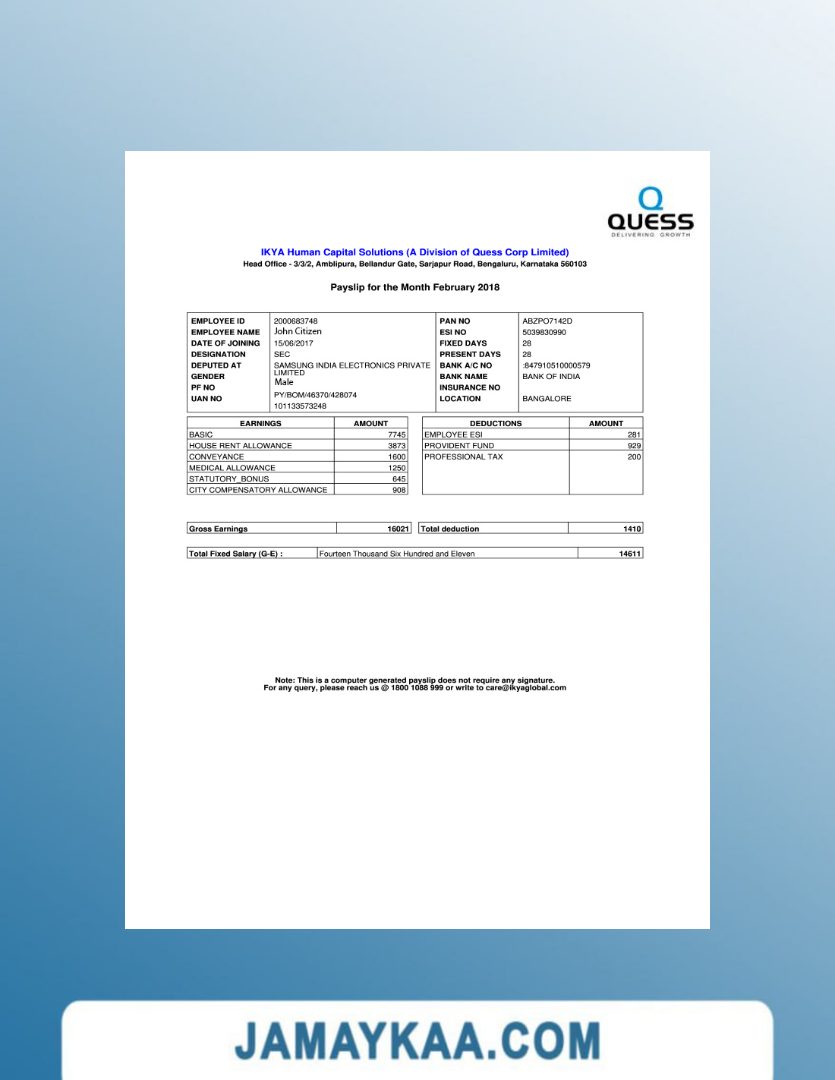 QUESS
DELIVERING GROWTH
IKYA Human Capital Solutions (A Division of Quess Corp Limited)
Head Office - 3/3/2, Amblipura, Bellandur Gate, Sarjapur Road, Bengaluru, Karnataka 560103
Payslip for the Month February 2018
EMPLOYEE ID 2000683748 PAN NO ABZPO7142D
EMPLOYEE NAME John Citizen ESI NO 5039830990
DATE OF JOINING 15/06/2017 FIXED DAYS 28
DESIGNATION SEC PRESENT DAYS 28
DEPUTED AT SAMSUNG INDIA ELECTRONICS PRIVATE LIMITED BANK A/C NO :847910510000579
GENDER Male BANK NAME BANK OF INDIA
PF NO PY/BOM/46370/428074 INSURANCE NO
UAN NO 101133573248 LOCATION BANGALORE
EARNINGS AMOUNT DEDUCTIONS AMOUNT
BASIC 7745 EMPLOYEE ESI 281
HOUSE RENT ALLOWANCE 3873 PROVIDENT FUND 929
CONVEYANCE 1600 PROFESSIONAL TAX 200
MEDICAL ALLOWANCE 1250
STATUTORY_BONUS 645
CITY COMPENSATORY ALLOWANCE 908
Gross Earnings 16021 Total deduction 1410
Total Fixed Salary (G-E) : Fourteen Thousand Six Hundred and Eleven 14611
Note: This is a computer generated payslip does not require any signature.
For any query, please reach us @ 1800 1088 999 or write to care@ikyaglobal.com
JAMAYKAA.COM